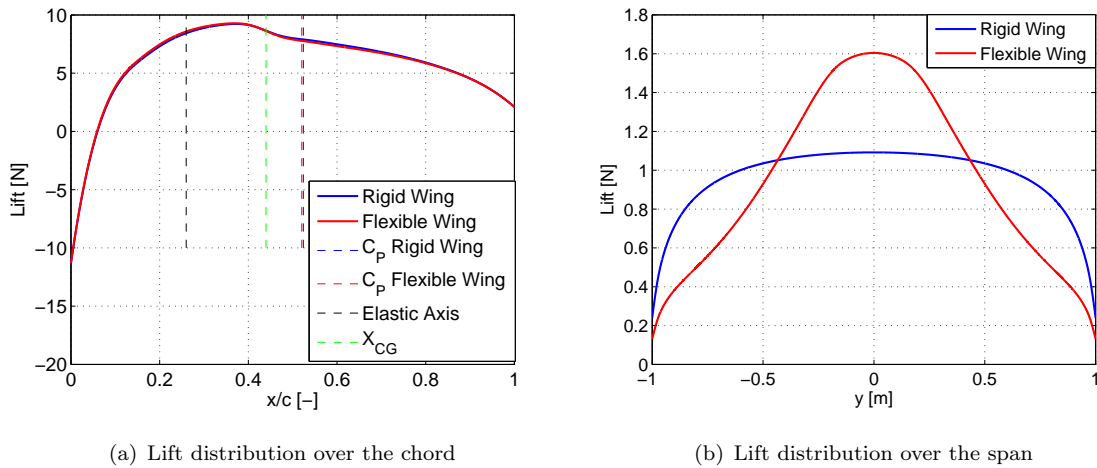 10
5
0
−5
−10
−15
−20
Lift [N]
0
0.2
0.4
0.6
0.8
1
x/c [-]
Rigid Wing
Flexible Wing
C_P Rigid Wing
C_P Flexible Wing
Elastic Axis
X_CG
(a) Lift distribution over the chord
1.8
1.6
1.4
1.2
1
0.8
0.6
0.4
0.2
0
Lift [N]
−1
−0.5
0
0.5
1
y [m]
Rigid Wing
Flexible Wing
(b) Lift distribution over the span